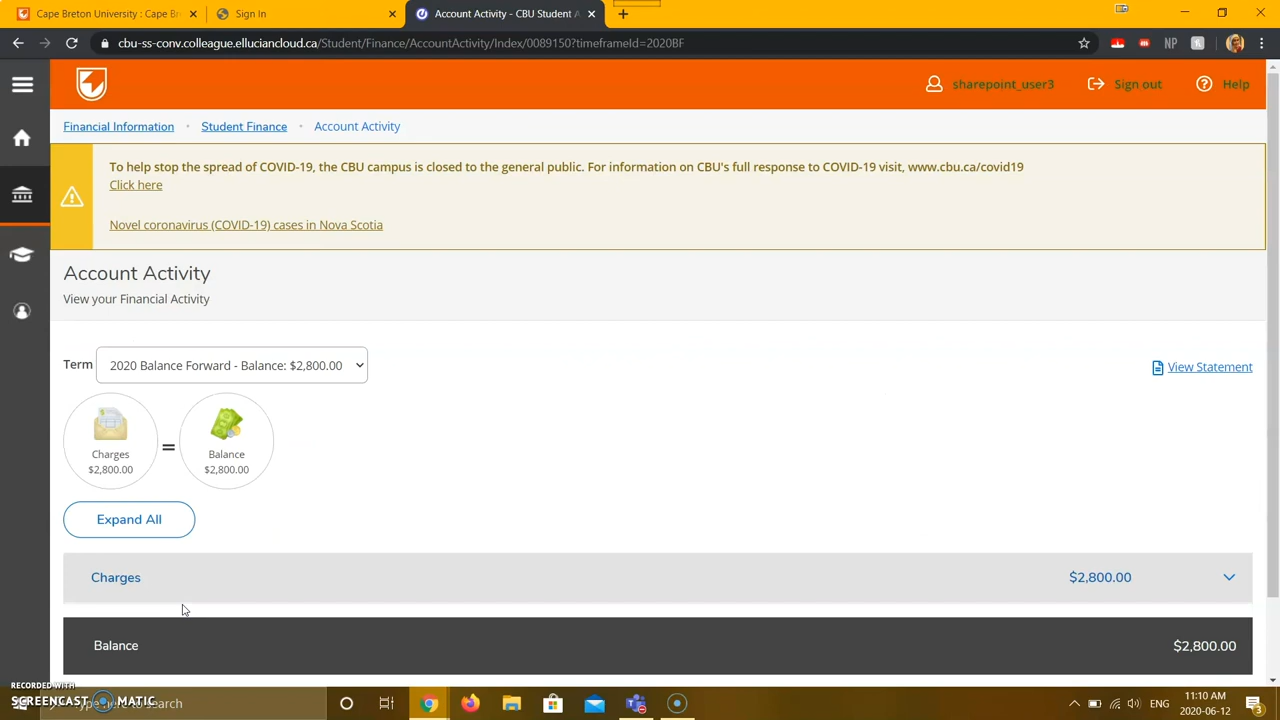 Cape Breton University : Cape Br
Sign In
Account Activity - CBU Student A
cbu-ss-conv.colleague.elluciancloud.ca/Student/Finance/AccountActivity/Index/0089150?timeframeId=2020BF
NP
sharepoint_user3
Sign out
Help
Financial Information
Student Finance
Account Activity
To help stop the spread of COVID-19, the CBU campus is closed to the general public. For information on CBU's full response to COVID-19 visit, www.cbu.ca/covid19
Click here
Novel coronavirus (COVID-19) cases in Nova Scotia
Account Activity
View your Financial Activity
Term
2020 Balance Forward - Balance: $2,800.00
View Statement
Charges
$2,800.00
=
Balance
$2,800.00
Expand All
Charges
$2,800.00
Balance
$2,800.00
RECORDED WITH
SCREENCAST MATIC
here to search
ENG
11:10 AM
2020-06-12
3